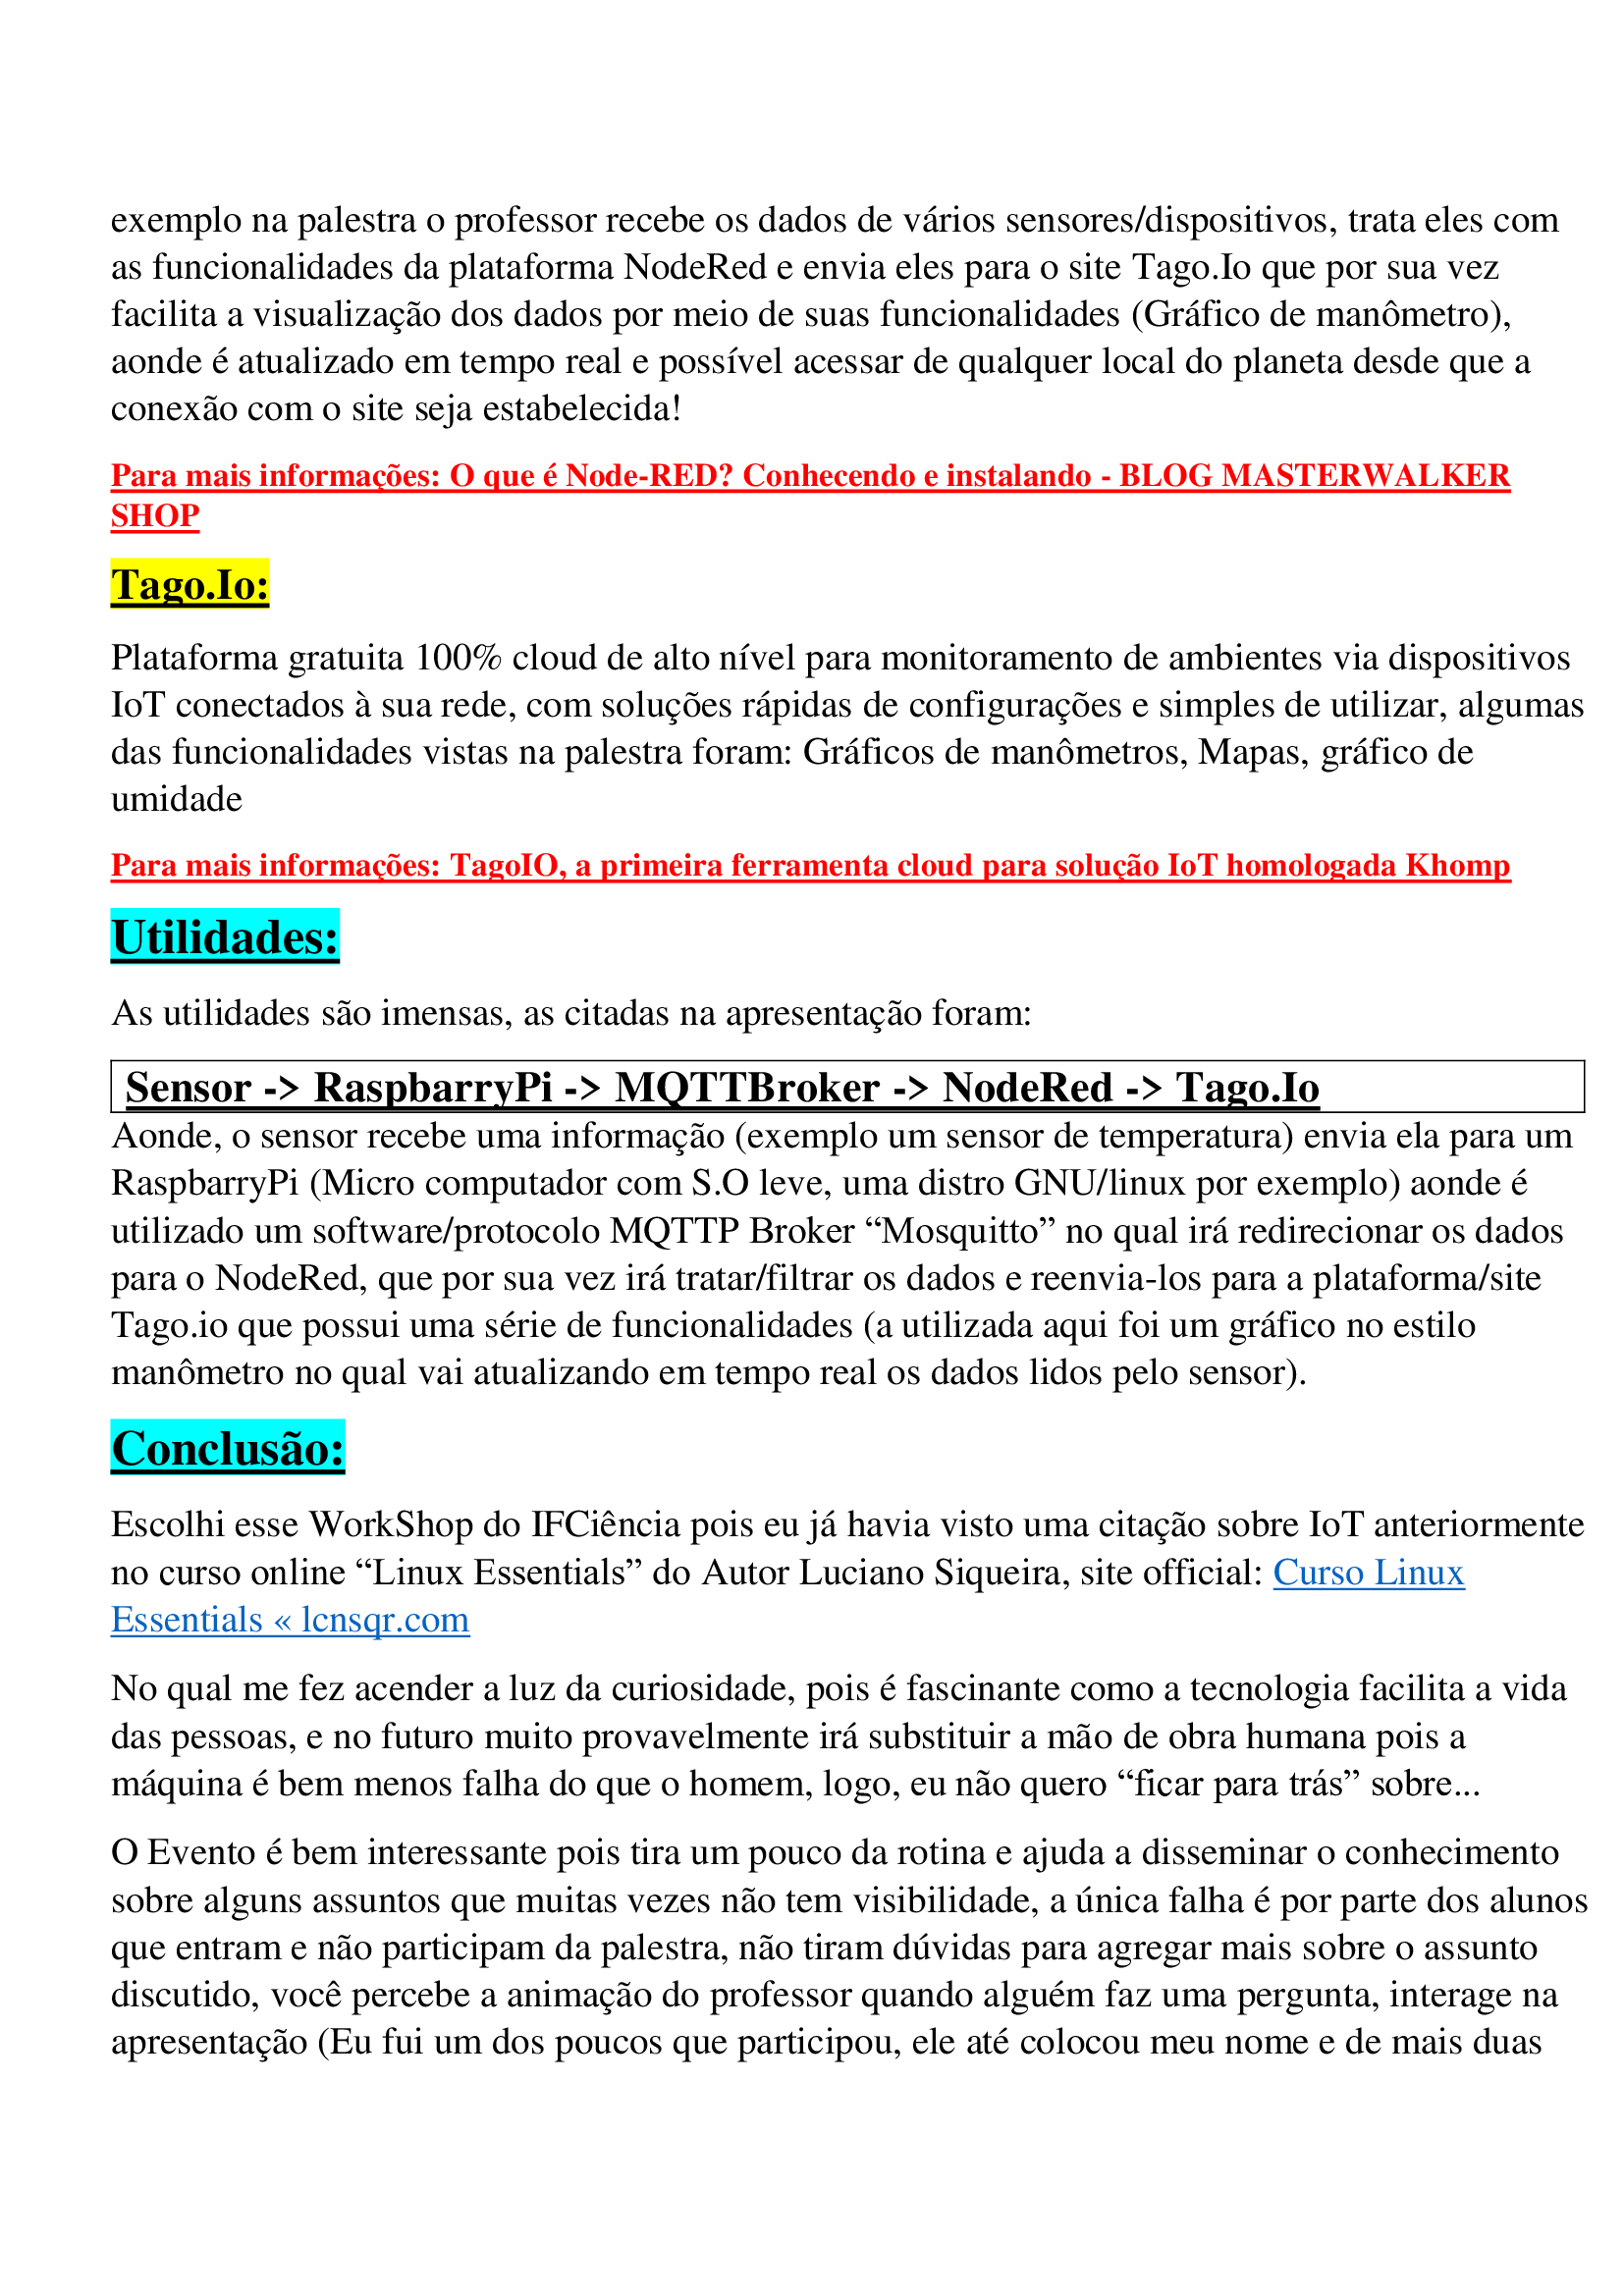 exemplo na palestra o professor recebe os dados de vários sensores/dispositivos, trata eles com
as funcionalidades da plataforma NodeRed e envia eles para o site Tago.Io que por sua vez
facilita a visualização dos dados por meio de suas funcionalidades (Gráfico de manômetro),
aonde é atualizado em tempo real e possível acessar de qualquer local do planeta desde que a
conexão com o site seja estabelecida!
Para mais informações: O que é Node-RED? Conhecendo e instalando - BLOG MASTERWALKER
SHOP
Tago.Io:
Plataforma gratuita 100% cloud de alto nível para monitoramento de ambientes via dispositivos
IoT conectados à sua rede, com soluções rápidas de configurações e simples de utilizar, algumas
das funcionalidades vistas na palestra foram: Gráficos de manômetros, Mapas, gráfico de
umidade
Para mais informações: TagoIO, a primeira ferramenta cloud para solução IoT homologada Khomp
Utilidades:
As utilidades são imensas, as citadas na apresentação foram:
Sensor -> RaspbarryPi -> MQTTBroker -> NodeRed -> Tago.Io
Aonde, o sensor recebe uma informação (exemplo um sensor de temperatura) envia ela para um
RaspbarryPi (Micro computador com S.O leve, uma distro GNU/linux por exemplo) aonde é
utilizado um software/protocolo MQTTP Broker “Mosquitto” no qual irá redirecionar os dados
para o NodeRed, que por sua vez irá tratar/filtrar os dados e reenvia-los para a plataforma/site
Tago.io que possui uma série de funcionalidades (a utilizada aqui foi um gráfico no estilo
manômetro no qual vai atualizando em tempo real os dados lidos pelo sensor).
Conclusão:
Escolhi esse WorkShop do IFCiência pois eu já havia visto uma citação sobre IoT anteriormente
no curso online “Linux Essentials” do Autor Luciano Siqueira, site official: Curso Linux
Essentials « lcnsqr.com
No qual me fez acender a luz da curiosidade, pois é fascinante como a tecnologia facilita a vida
das pessoas, e no futuro muito provavelmente irá substituir a mão de obra humana pois a
máquina é bem menos falha do que o homem, logo, eu não quero “ficar para trás” sobre...
O Evento é bem interessante pois tira um pouco da rotina e ajuda a disseminar o conhecimento
sobre alguns assuntos que muitas vezes não tem visibilidade, a única falha é por parte dos alunos
que entram e não participam da palestra, não tiram dúvidas para agregar mais sobre o assunto
discutido, você percebe a animação do professor quando alguém faz uma pergunta, interage na
apresentação (Eu fui um dos poucos que participou, ele até colocou meu nome e de mais duas